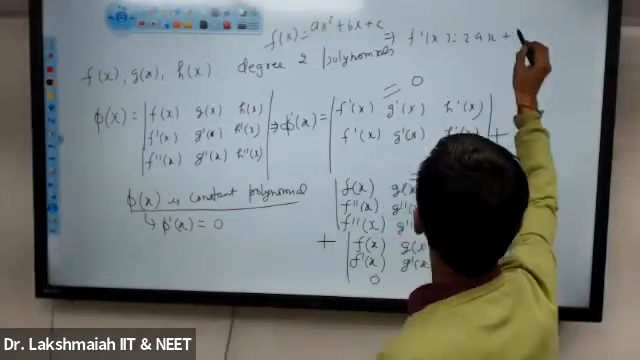 f(x) = ax² + bx + c ⇒ f'(x) = 2ax +
f(x), g(x), h(x) degree 2 polynomials
= 0
φ(x) = | f(x) g(x) h(x) | ⇒ φ'(x) = | f'(x) g'(x) h'(x) |
| f'(x) g'(x) h'(x) | | f'(x) g'(x) +
| f''(x) g''(x) h''(x) |
φ(x) is constant polynomial
↳ φ'(x) = 0
| f(x)
| f''(x) g''
| f''(x) g''
+ | f(x)
| f'(x) g'(x
0
Dr. Lakshmaiah IIT & NEET